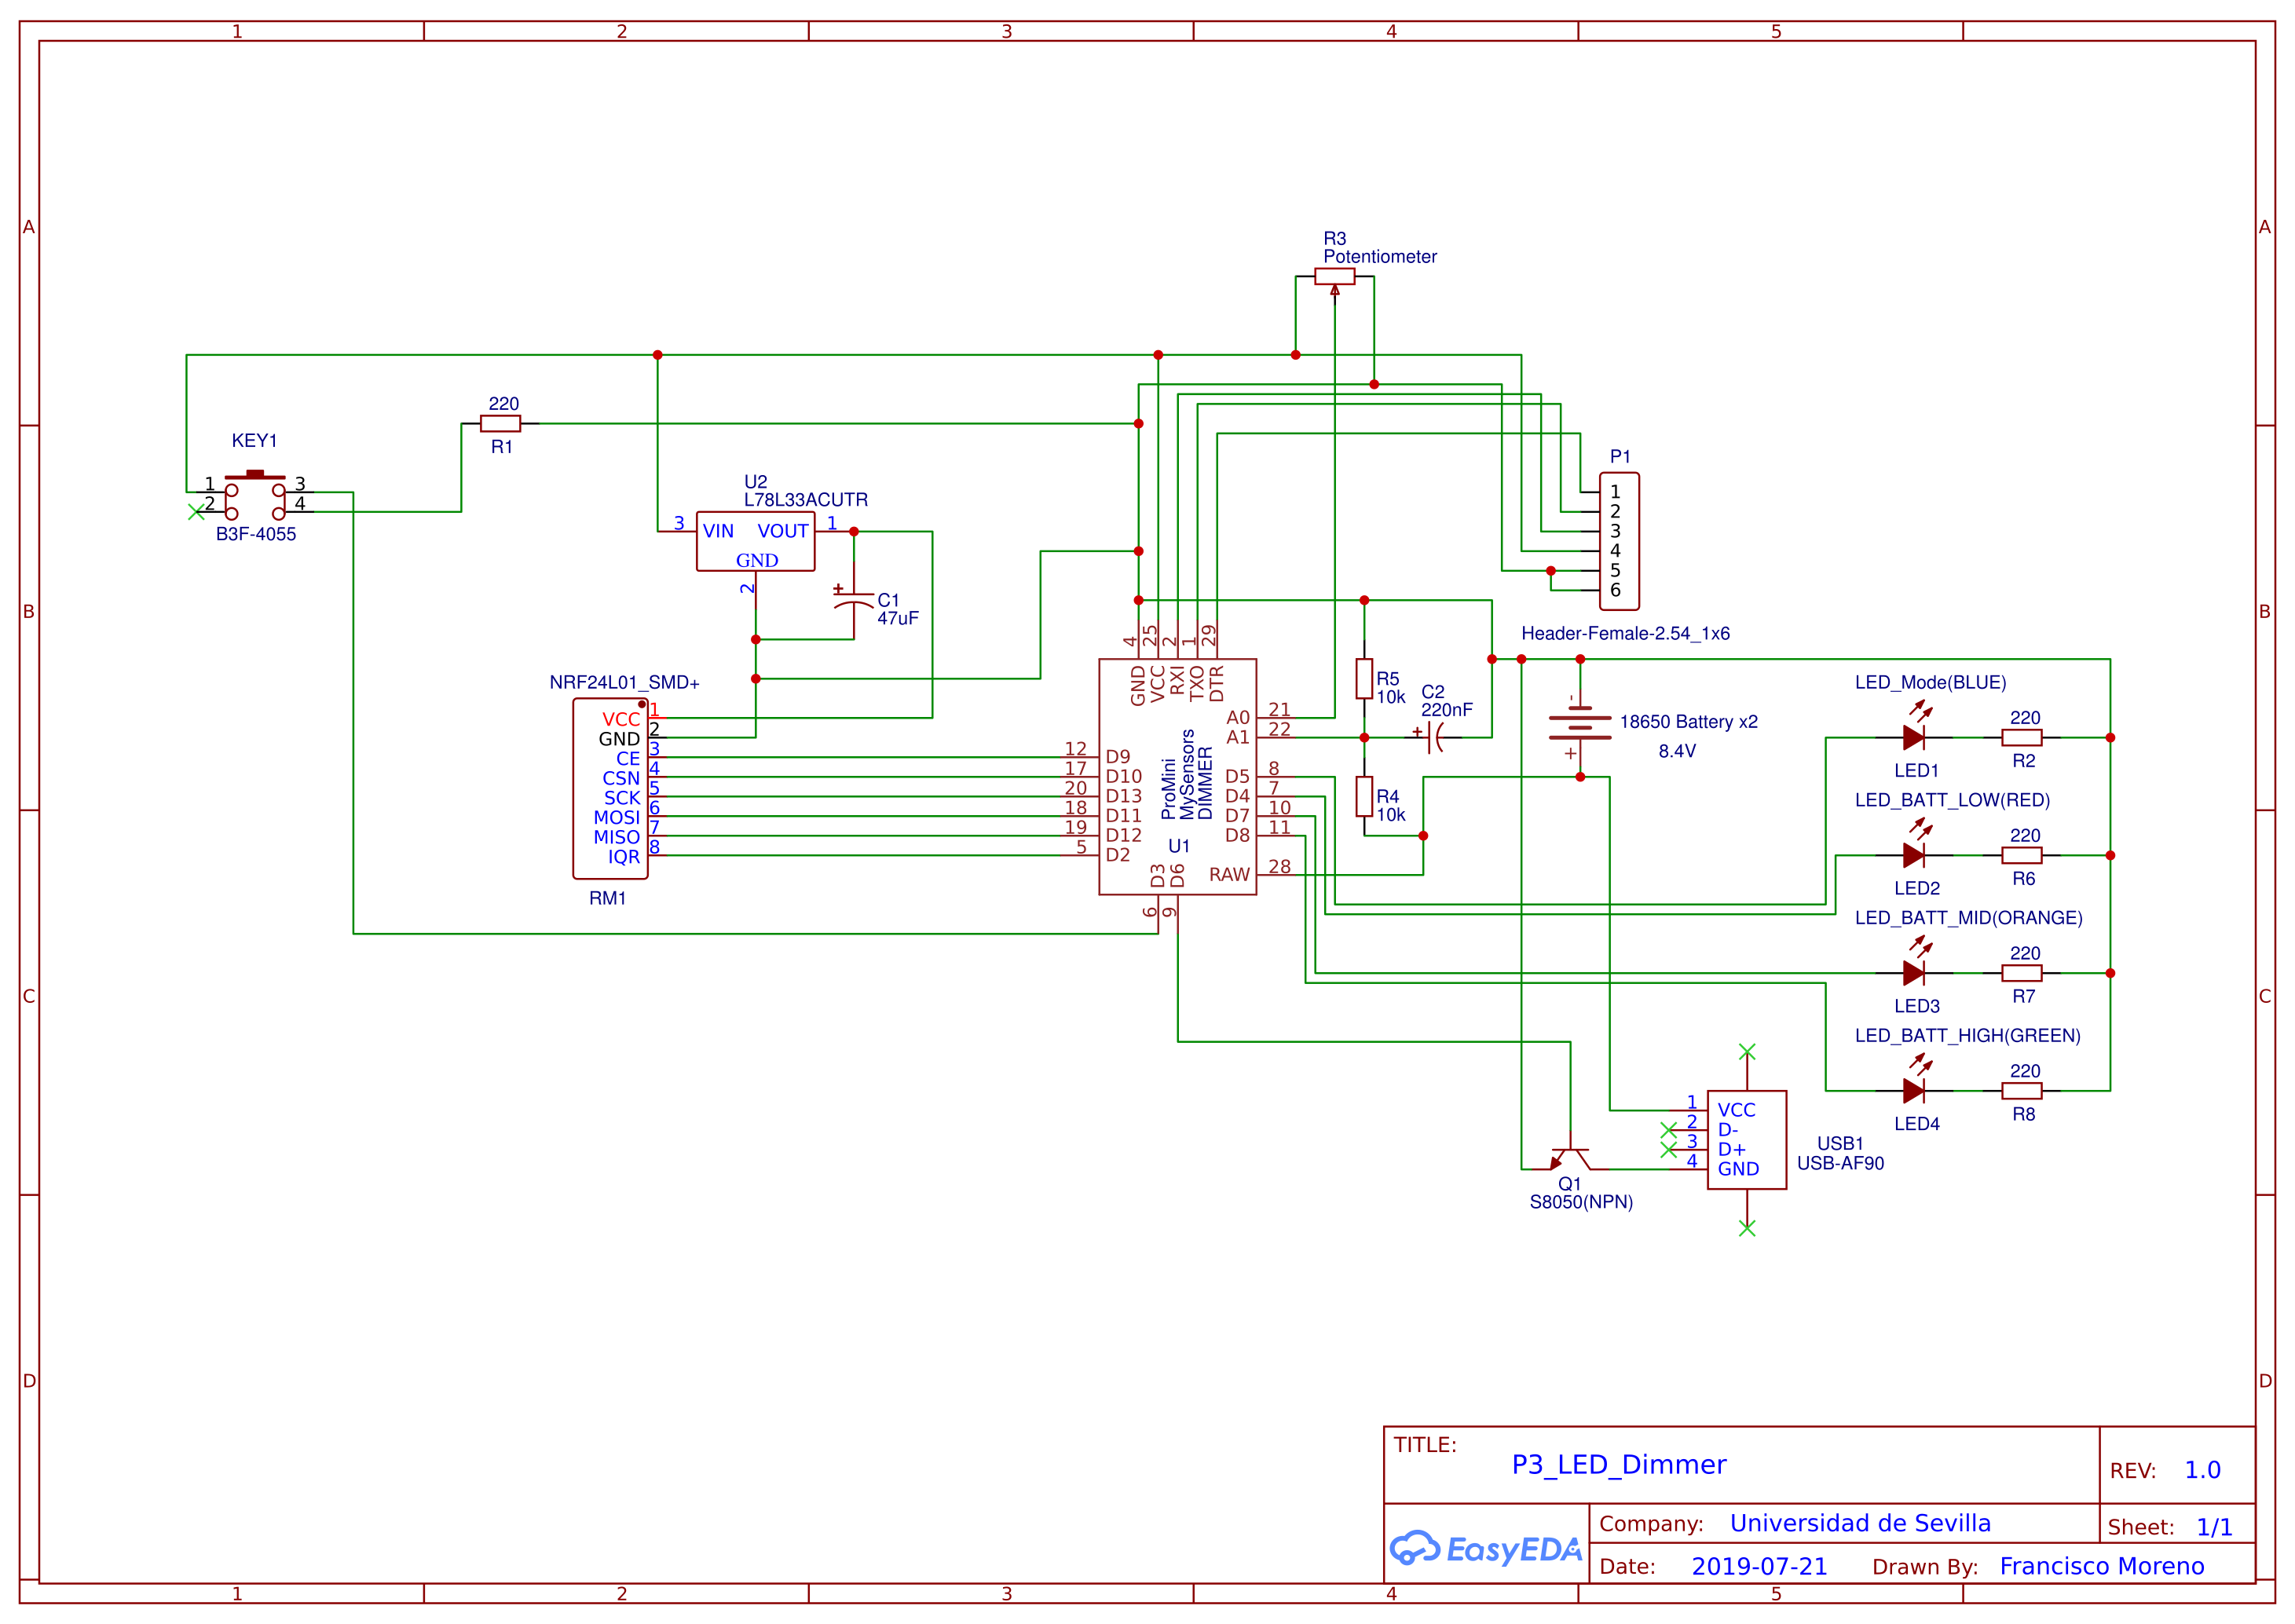 1 2 3 4 5
A A
R3
Potentiometer
220
R1
KEY1
1 3
2 4
B3F-4055
P1
1
2
3
4
5
6
Header-Female-2.54_1x6
U2
L78L33ACUTR
3 VIN VOUT 1
GND
2
+
C1
47uF
B B
4 25 2 1 29
GND VCC RXI TXO DTR
NRF24L01_SMD+
VCC 1
GND 2
CE 3
CSN 4
SCK 5
MOSI 6
MISO 7
IQR 8
RM1
12 D9
17 D10
20 D13
18 D11
19 D12
5 D2
ProMini
MySensors
DIMMER
U1
A0 21
A1 22
D5 8
D4 7
D7 10
D8 11
RAW 28
D3 D6
6 9
R5
10k
C2
220nF
+
R4
10k
-
18650 Battery x2
8.4V
+
LED_Mode(BLUE)
220
LED1 R2
LED_BATT_LOW(RED)
220
LED2 R6
LED_BATT_MID(ORANGE)
220
LED3 R7
LED_BATT_HIGH(GREEN)
220
LED4 R8
C C
1 VCC
2 D-
3 D+
4 GND
USB1
USB-AF90
Q1
S8050(NPN)
D D
TITLE:
P3_LED_Dimmer
REV: 1.0
EasyEDA
Company: Universidad de Sevilla
Sheet: 1/1
Date: 2019-07-21 Drawn By: Francisco Moreno
1 2 3 4 5